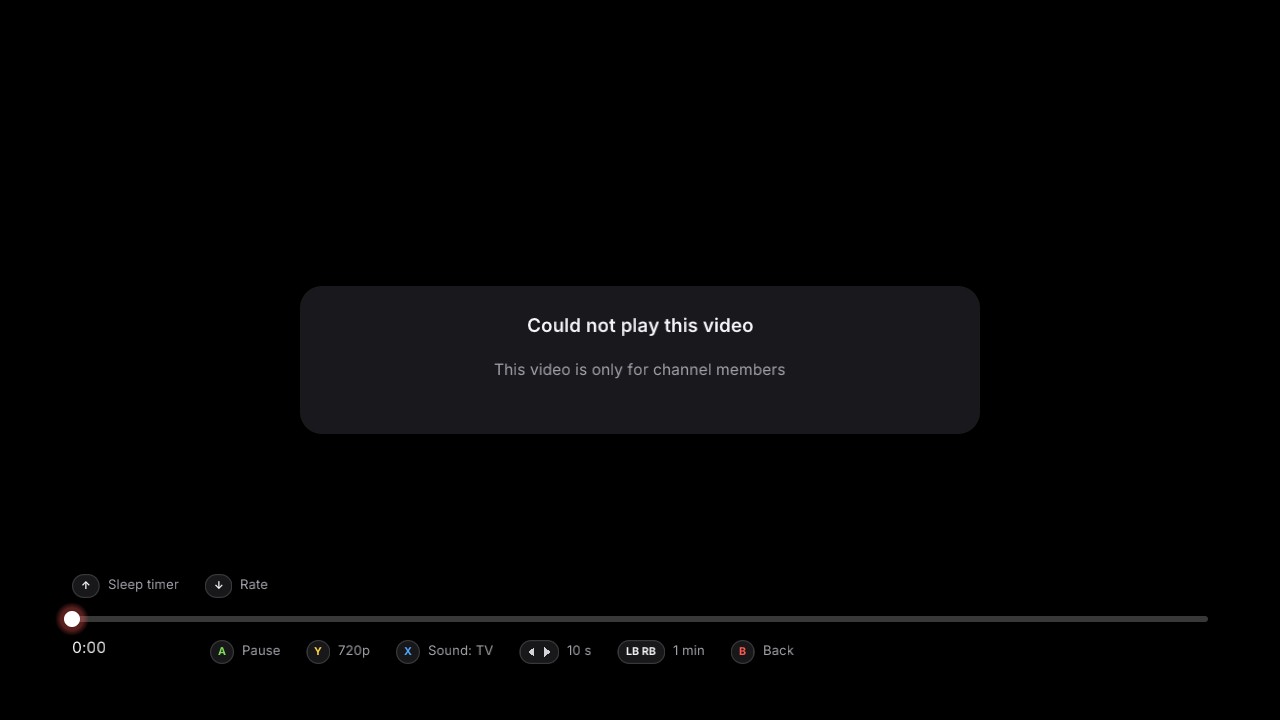 Could not play this video
This video is only for channel members
↑ Sleep timer ↓ Rate
0:00 A Pause Y 720p X Sound: TV 10 s LB RB 1 min B Back